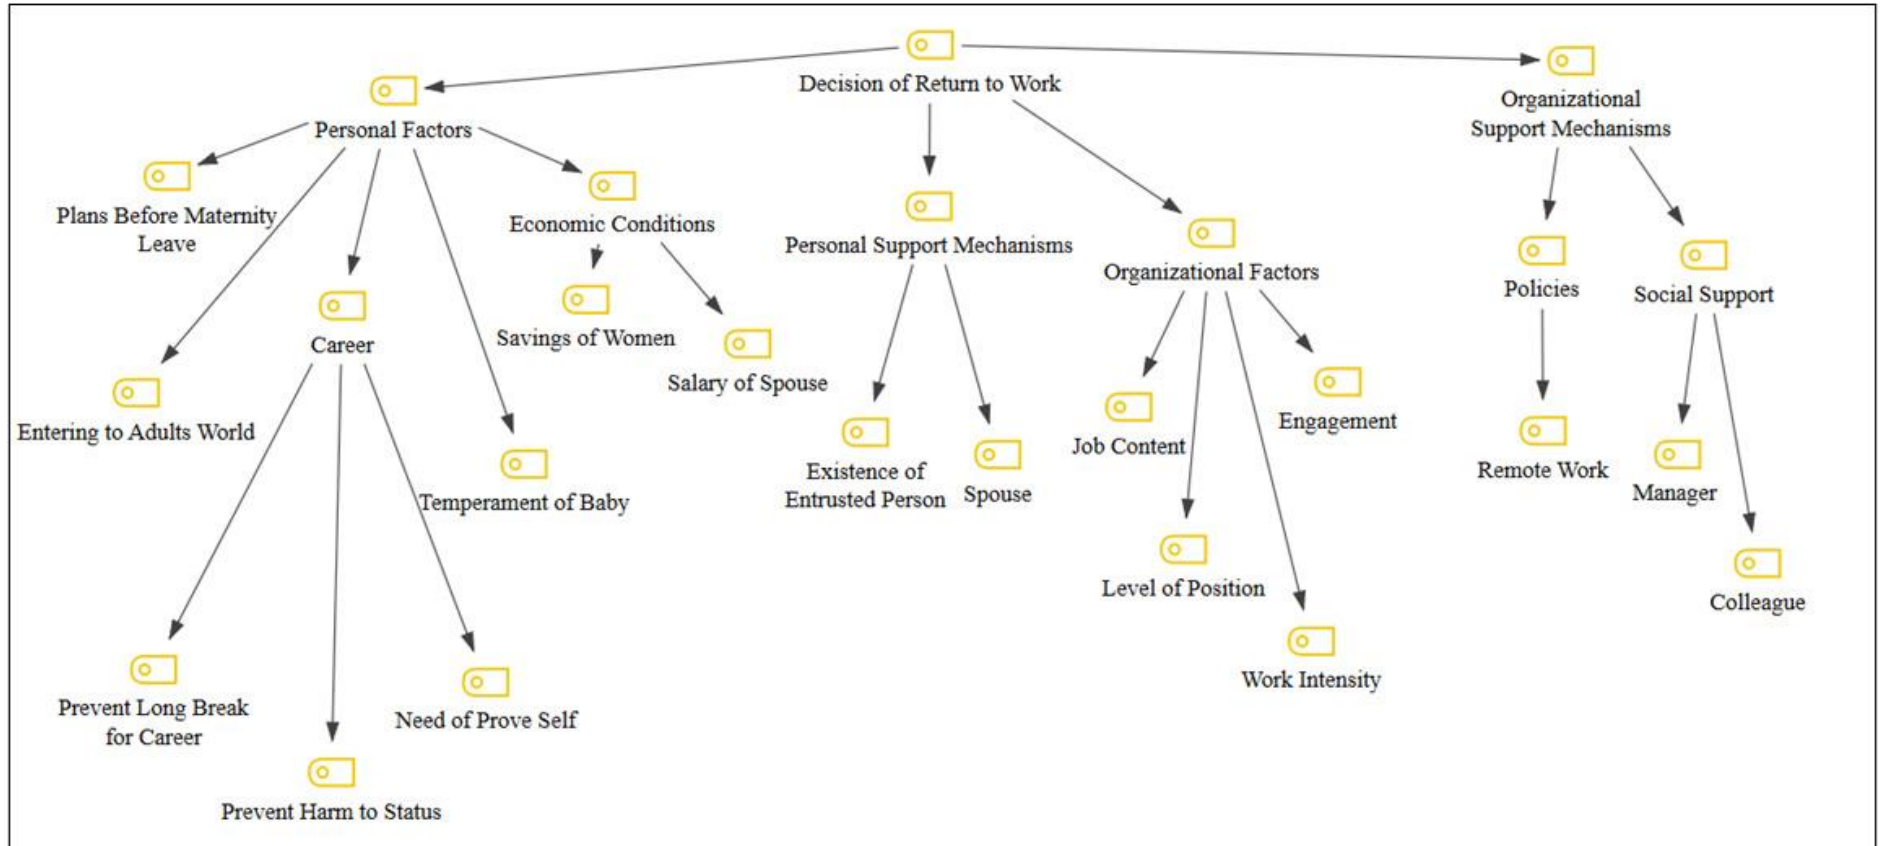 Decision of Return to Work
Personal Factors
Organizational
Support Mechanisms
Plans Before Maternity
Leave
Economic Conditions
Personal Support Mechanisms
Organizational Factors
Policies
Social Support
Career
Savings of Women
Salary of Spouse
Entering to Adults World
Temperament of Baby
Existence of
Entrusted Person
Spouse
Job Content
Engagement
Remote Work
Manager
Level of Position
Colleague
Work Intensity
Prevent Long Break
for Career
Need of Prove Self
Prevent Harm to Status